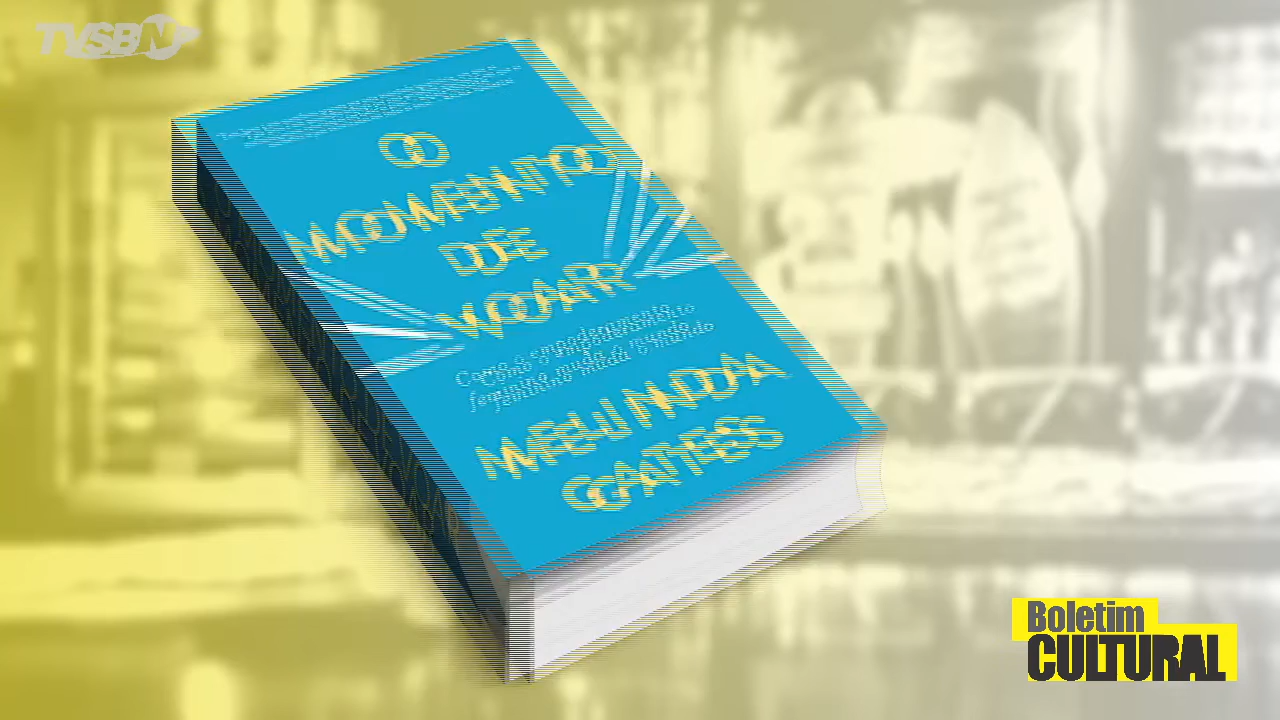 TVSBN
O
MOMENTO
DE
VOAR
Como o empoderamento
feminino muda o mundo
MELINDA
GATES
Boletim
CULTURAL